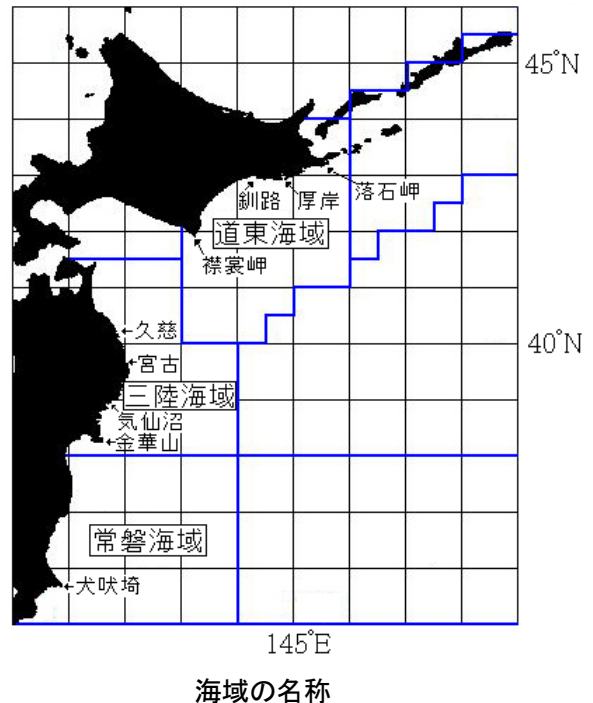 45°N
落石岬
釧路
厚岸
道東海域
襟裳岬
久慈
40°N
宮古
三陸海域
気仙沼
金華山
常磐海域
犬吠埼
145°E
海域の名称